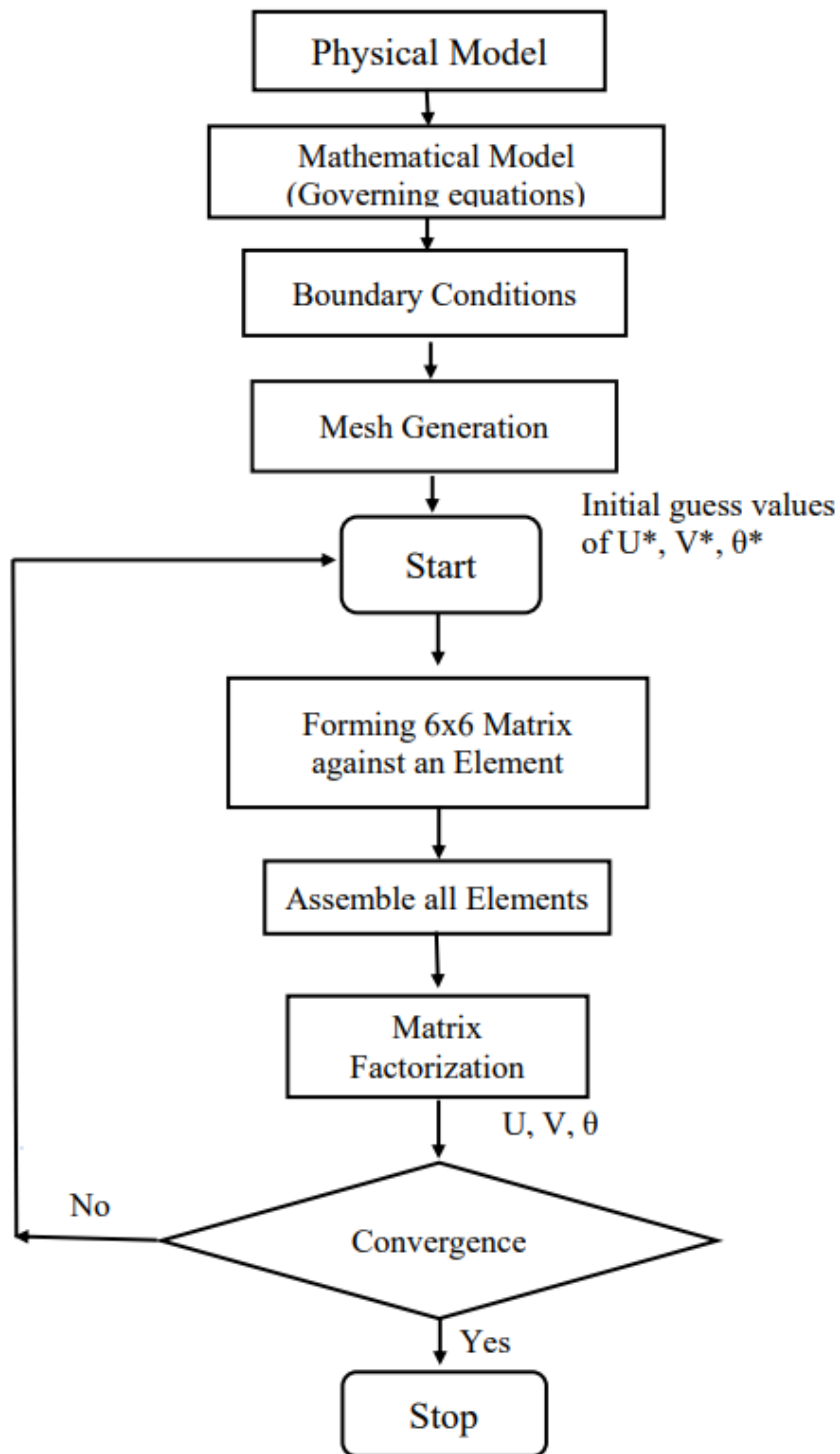 Physical Model
Mathematical Model
(Governing equations)
Boundary Conditions
Mesh Generation
Initial guess values
of U*, V*, θ*
Start
Forming 6x6 Matrix
against an Element
Assemble all Elements
Matrix
Factorization
U, V, θ
No
Convergence
Yes
Stop